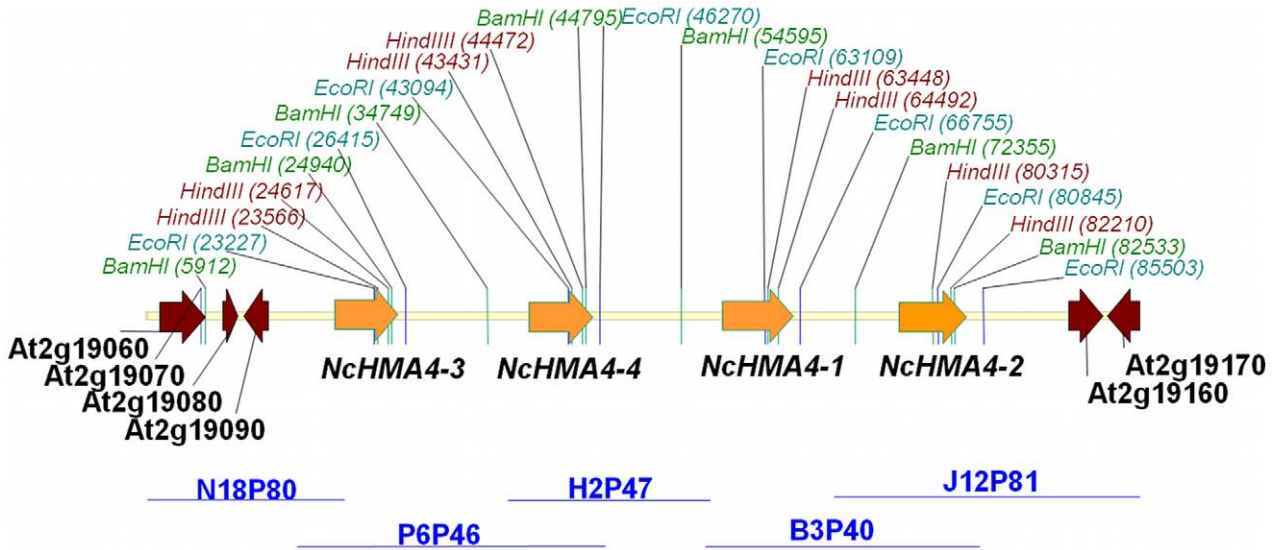 BamHI (44795)
EcoRI (46270)
HindIIII (44472)
BamHI (54595)
HindIII (43431)
EcoRI (63109)
EcoRI (43094)
HindIII (63448)
BamHI (34749)
HindIII (64492)
EcoRI (26415)
EcoRI (66755)
BamHI (24940)
BamHI (72355)
HindIII (24617)
HindIII (80315)
HindIIII (23566)
EcoRI (80845)
EcoRI (23227)
HindIII (82210)
BamHI (5912)
BamHI (82533)
EcoRI (85503)
At2g19060
At2g19070
At2g19080
At2g19090
NcHMA4-3
NcHMA4-4
NcHMA4-1
NcHMA4-2
At2g19170
At2g19160
N18P80
H2P47
J12P81
P6P46
B3P40